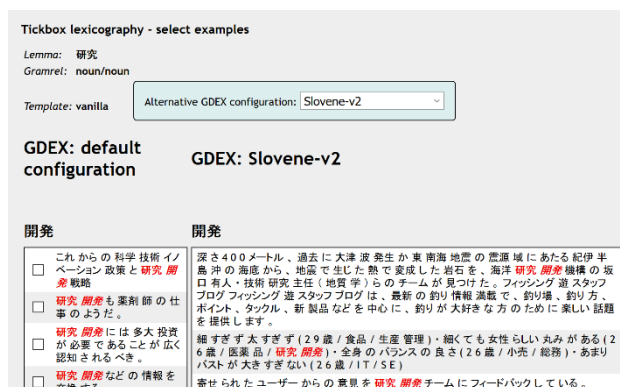 Tickbox lexicography - select examples
Lemma: 研究
Gramrel: noun/noun
Template: vanilla
Alternative GDEX configuration: Slovene-v2
GDEX: default
configuration
GDEX: Slovene-v2
開発
これ から の 科学 技術 イノ
ベーション 政策 と 研究 開
発 戦略
研究 開発 も 薬剤 師 の 仕
事 の よう だ 。
研究 開発 に は 多大 投資
が 必要 で ある こと が 広く
認知 さ れる べき 。
研究 開発 など の 情報 を
開発
深 さ 4 0 0 メートル 、 過去 に 大津 波 発生 か 東 南海 地震 の 震源 域 に あたる 紀伊 半
島 沖 の 海底 から 、 地震 で 生じ た 熱 で 変成 し た 岩石 を 、 海洋 研究 開発 機構 の 坂
口 有人 ・ 技術 研究 主任 ( 地質 学 ) ら の チーム が 見つけ た 。 フィッシング 遊 スタッフ
ブログ フィッシング 遊 スタッフ ブログ は 、 最新 の 釣り 情報 満載 で 、 釣り場 、 釣り 方 、
ポイント 、 タックル 、 新 製品 など を 中心 に 、 釣り が 大好き な 方 の ため に 楽しい 話題
を 提供 し ます 。
細 すぎ ず 太 すぎ ず ( 2 9 歳 / 食品 / 生産 管理 ) ・ 細く て も 女性 らしい 丸み が ある ( 2
6 歳 / 医薬 品 / 研究 開発 ) ・ 全身 の バランス の 良 さ ( 2 6 歳 / 小売 / 総務 ) ・ あまり
バスト が 大き すぎ ない ( 2 6 歳 / I T / S E )
寄せ られ た ユーザー から の 意見 を 研究 開発 チーム に フィードバック し て いる 。